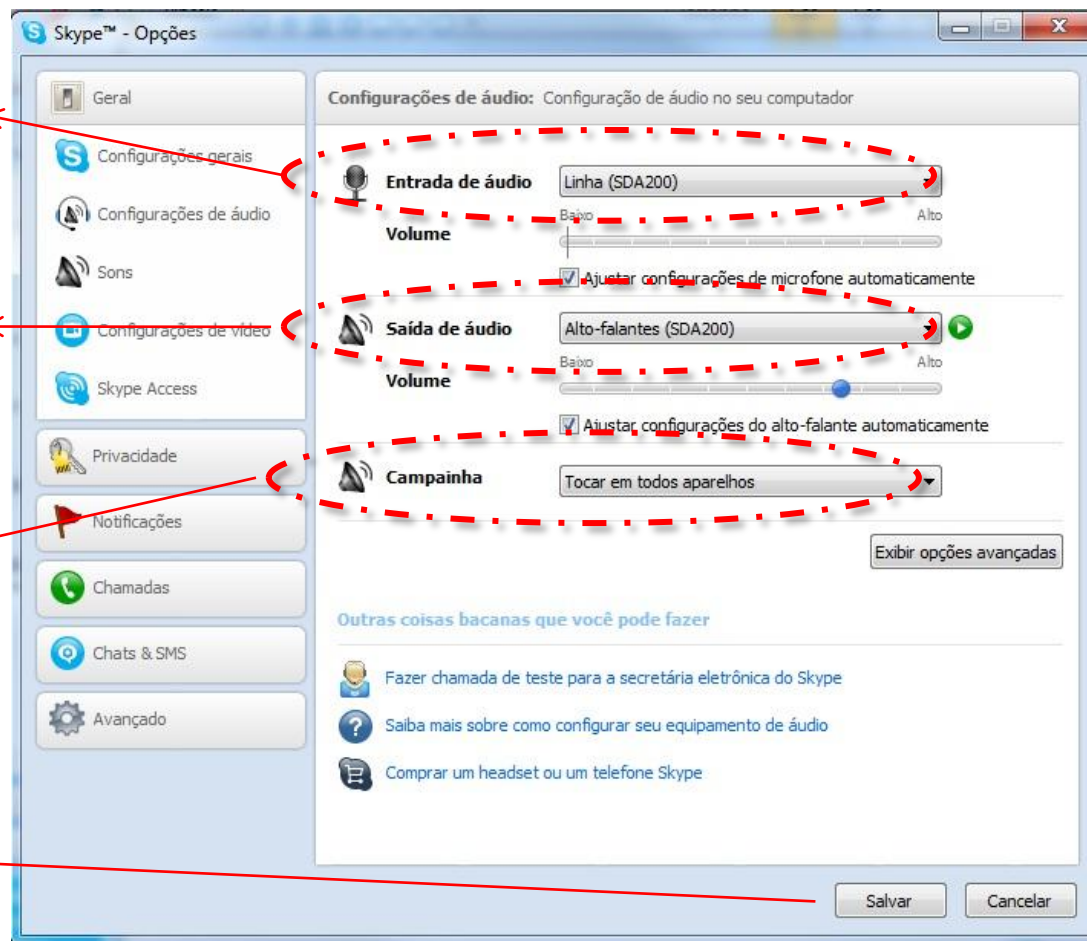 Skype™ - Opções
Geral
Configurações gerais
Configurações de áudio
Sons
Configurações de vídeo
Skype Access
Privacidade
Notificações
Chamadas
Chats & SMS
Avançado
Configurações de áudio: Configuração de áudio no seu computador
Entrada de áudio Linha (SDA200)
Baixo Alto
Volume
Ajustar configurações de microfone automaticamente
Saída de áudio Alto-falantes (SDA200)
Baixo Alto
Volume
Ajustar configurações do alto-falante automaticamente
Campainha Tocar em todos aparelhos
Exibir opções avançadas
Outras coisas bacanas que você pode fazer
Fazer chamada de teste para a secretária eletrônica do Skype
Saiba mais sobre como configurar seu equipamento de áudio
Comprar um headset ou um telefone Skype
Salvar Cancelar